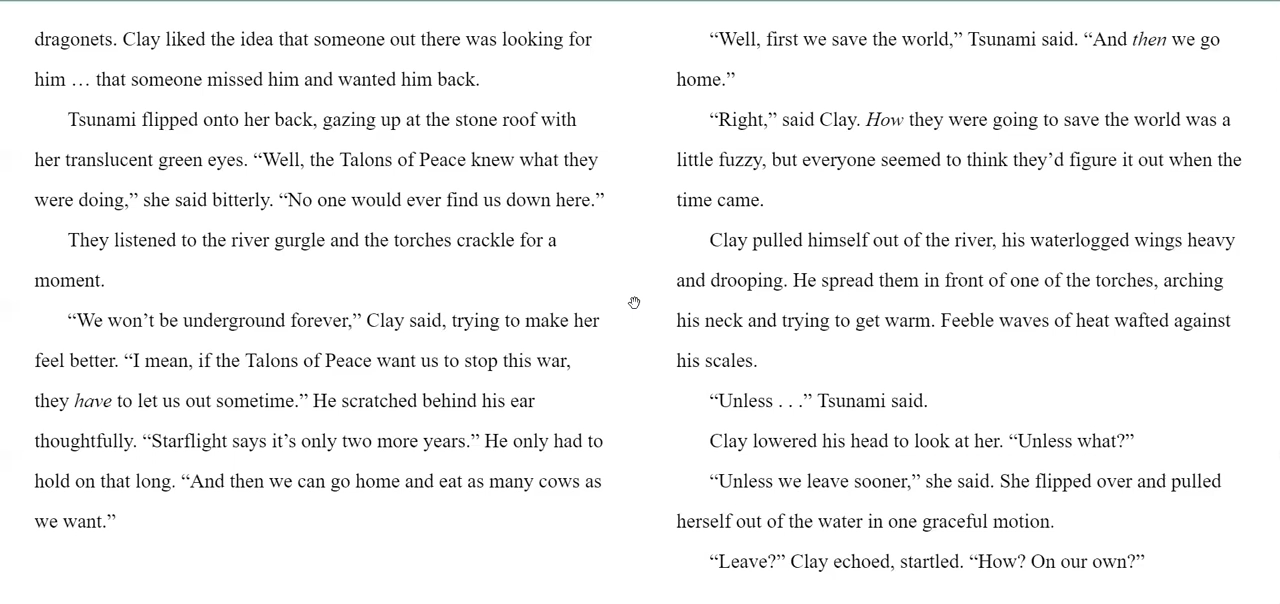 dragonets. Clay liked the idea that someone out there was looking for
him … that someone missed him and wanted him back.
Tsunami flipped onto her back, gazing up at the stone roof with
her translucent green eyes. “Well, the Talons of Peace knew what they
were doing,” she said bitterly. “No one would ever find us down here.”
They listened to the river gurgle and the torches crackle for a
moment.
“We won’t be underground forever,” Clay said, trying to make her
feel better. “I mean, if the Talons of Peace want us to stop this war,
they have to let us out sometime.” He scratched behind his ear
thoughtfully. “Starflight says it’s only two more years.” He only had to
hold on that long. “And then we can go home and eat as many cows as
we want.”
“Well, first we save the world,” Tsunami said. “And then we go
home.”
“Right,” said Clay. How they were going to save the world was a
little fuzzy, but everyone seemed to think they’d figure it out when the
time came.
Clay pulled himself out of the river, his waterlogged wings heavy
and drooping. He spread them in front of one of the torches, arching
his neck and trying to get warm. Feeble waves of heat wafted against
his scales.
“Unless . . .” Tsunami said.
Clay lowered his head to look at her. “Unless what?”
“Unless we leave sooner,” she said. She flipped over and pulled
herself out of the water in one graceful motion.
“Leave?” Clay echoed, startled. “How? On our own?”